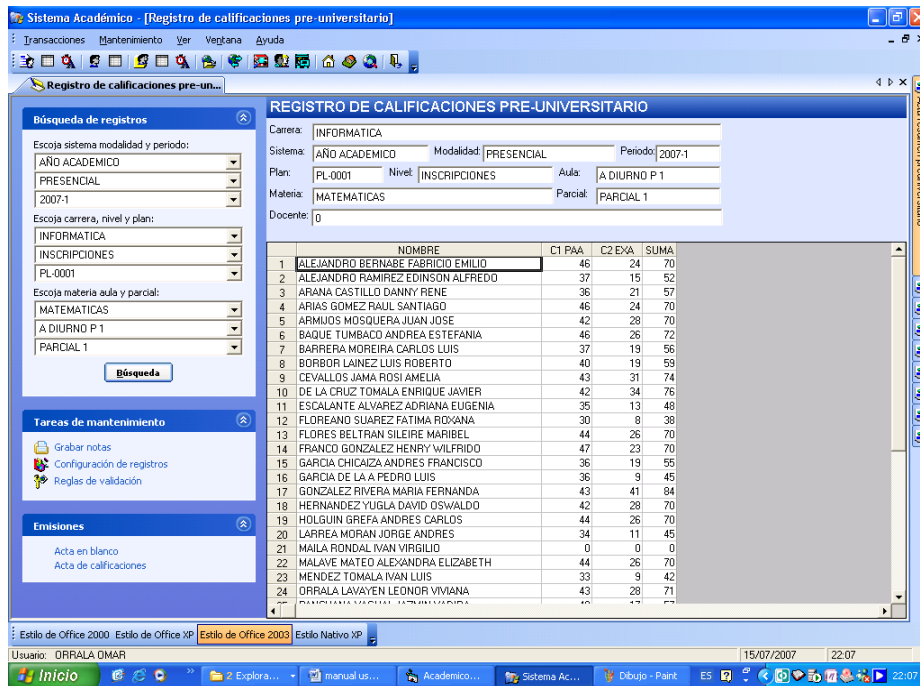 Sistema Académico - [Registro de calificaciones pre-universitario]
Transacciones Mantenimiento Ver Ventana Ayuda
Registro de calificaciones pre-un...
Búsqueda de registros
Escoja sistema modalidad y periodo:
AÑO ACADEMICO
PRESENCIAL
2007-1
Escoja carrera, nivel y plan:
INFORMATICA
INSCRIPCIONES
PL-0001
Escoja materia aula y parcial:
MATEMATICAS
A DIURNO P 1
PARCIAL 1
Búsqueda
Tareas de mantenimiento
Grabar notas
Configuración de registros
Reglas de validación
Emisiones
Acta en blanco
Acta de calificaciones
REGISTRO DE CALIFICACIONES PRE-UNIVERSITARIO
Carrera: INFORMATICA
Sistema: AÑO ACADEMICO Modalidad: PRESENCIAL Periodo: 2007-1
Plan: PL-0001 Nivel: INSCRIPCIONES Aula: A DIURNO P 1
Materia: MATEMATICAS Parcial: PARCIAL 1
Docente: 0
NOMBRE C1 PAA C2 EXA SUMA
1 ALEJANDRO BERNABE FABRICIO EMILIO 46 24 70
2 ALEJANDRO RAMIREZ EDINSON ALFREDO 37 15 52
3 ARANA CASTILLO DANNY RENE 36 21 57
4 ARIAS GOMEZ RAUL SANTIAGO 46 24 70
5 ARMIJOS MOSQUERA JUAN JOSE 42 28 70
6 BAQUE TUMBACO ANDREA ESTEFANIA 46 26 72
7 BARRERA MOREIRA CARLOS LUIS 37 19 56
8 BORBOR LAINEZ LUIS ROBERTO 40 19 59
9 CEVALLOS JAMA ROSI AMELIA 43 31 74
10 DE LA CRUZ TOMALA ENRIQUE JAVIER 42 34 76
11 ESCALANTE ALVAREZ ADRIANA EUGENIA 35 13 48
12 FLOREANO SUAREZ FATIMA ROXANA 30 8 38
13 FLORES BELTRAN SILEIRE MARIBEL 44 26 70
14 FRANCO GONZALEZ HENRY WILFRIDO 47 23 70
15 GARCIA CHICAIZA ANDRES FRANCISCO 36 19 55
16 GARCIA DE LA A PEDRO LUIS 36 9 45
17 GONZALEZ RIVERA MARIA FERNANDA 43 41 84
18 HERNANDEZ YUGLA DAVID OSWALDO 42 28 70
19 HOLGUIN GREFA ANDRES CARLOS 44 26 70
20 LARREA MORAN JORGE ANDRES 34 11 45
21 MAILA RONDAL IVAN VIRGILIO 0 0 0
22 MALAVE MATEO ALEXANDRA ELIZABETH 44 26 70
23 MENDEZ TOMALA IVAN LUIS 33 9 42
24 ORRALA LAVAYEN LEONOR VIVIANA 43 28 71
Estilo de Office 2000 Estilo de Office XP Estilo de Office 2003 Estilo Nativo XP
Usuario: ORRALA OMAR 15/07/2007 22:07
Inicio 2 Explora... manual us... Academico... Sistema Ac... Dibujo - Paint ES 22:07